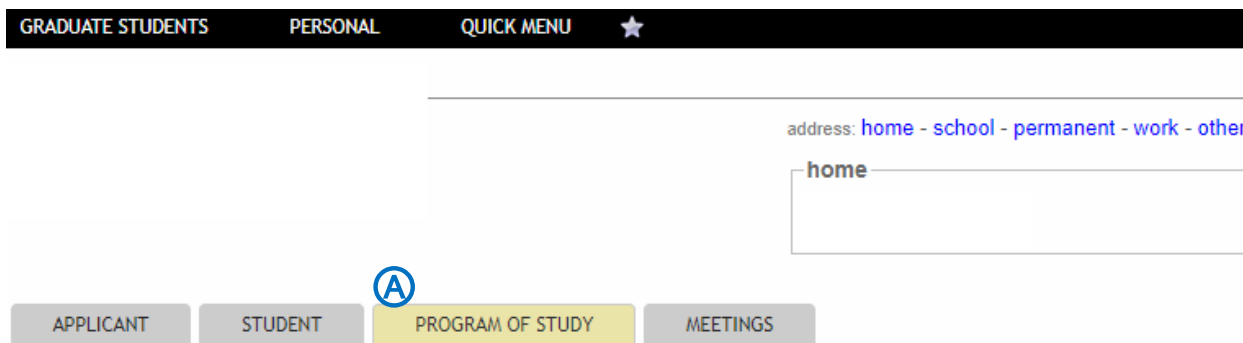 GRADUATE STUDENTS PERSONAL QUICK MENU
address: home - school - permanent - work - other
home
A
APPLICANT STUDENT PROGRAM OF STUDY MEETINGS